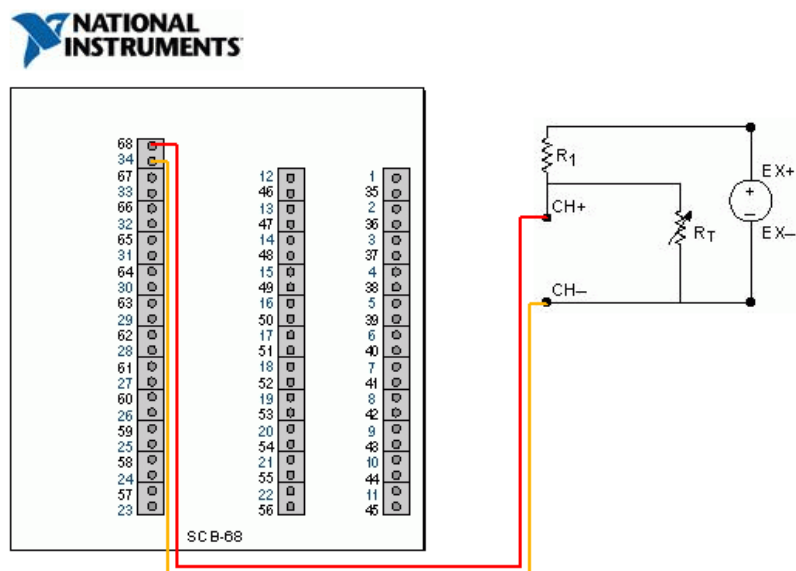 NATIONAL
INSTRUMENTS
68
34
67 12 1
33 46 35
66 13 2
32 47 36
65 14 3
31 48 37
64 15 4
30 49 38
63 16 5
29 50 39
62 17 6
28 51 40
61 18 7
27 52 41
60 19 8
26 53 42
59 20 9
25 54 43
58 21 10
24 55 44
57 22 11
23 56 45
SCB-68
R1
EX+
CH+
+
RT
−
EX−
CH−